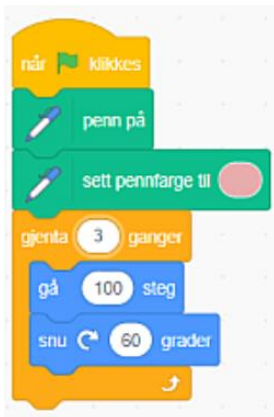 når klikkes
penn på
sett pennfarge til
gjenta 3 ganger
gå 100 steg
snu 60 grader